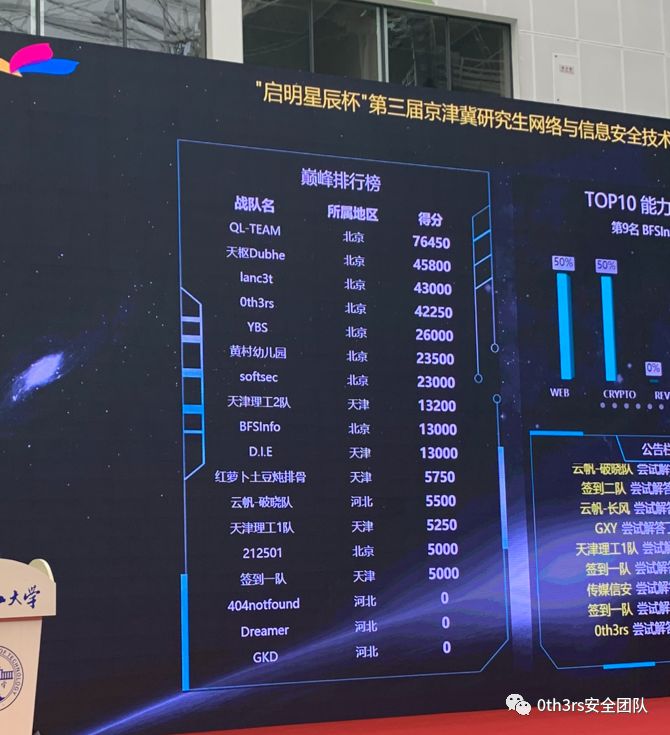 "启明星辰杯"第三届京津冀研究生网络与信息安全技术
巅峰排行榜
战队名 所属地区 得分
QL-TEAM 北京 76450
天枢Dubhe 北京 45800
lanc3t 北京 43000
0th3rs 北京 42250
YBS 北京 26000
黄村幼儿园 北京 23500
softsec 北京 23000
天津理工2队 天津 13200
BFSInfo 北京 13000
D.I.E 天津 13000
红萝卜土豆炖排骨 天津 5750
云帆-破晓队 河北 5500
天津理工1队 天津 5250
212501 北京 5000
签到一队 天津 5000
404notfound 河北 0
Dreamer 河北 0
GKD 河北 0
TOP10 能力
第9名 BFSIn
50% 50% 0%
WEB CRYPTO REV
公告栏
云帆-破晓队 尝试解答
签到二队 尝试解答
云帆-长风 尝试解答
GXY 尝试解答
天津理工1队 尝试解
签到一队 尝试解答
传媒信安 尝试解答
签到一队 尝试解答
0th3rs 尝试解答
大学
OF TECHNOLOGY
0th3rs安全团队